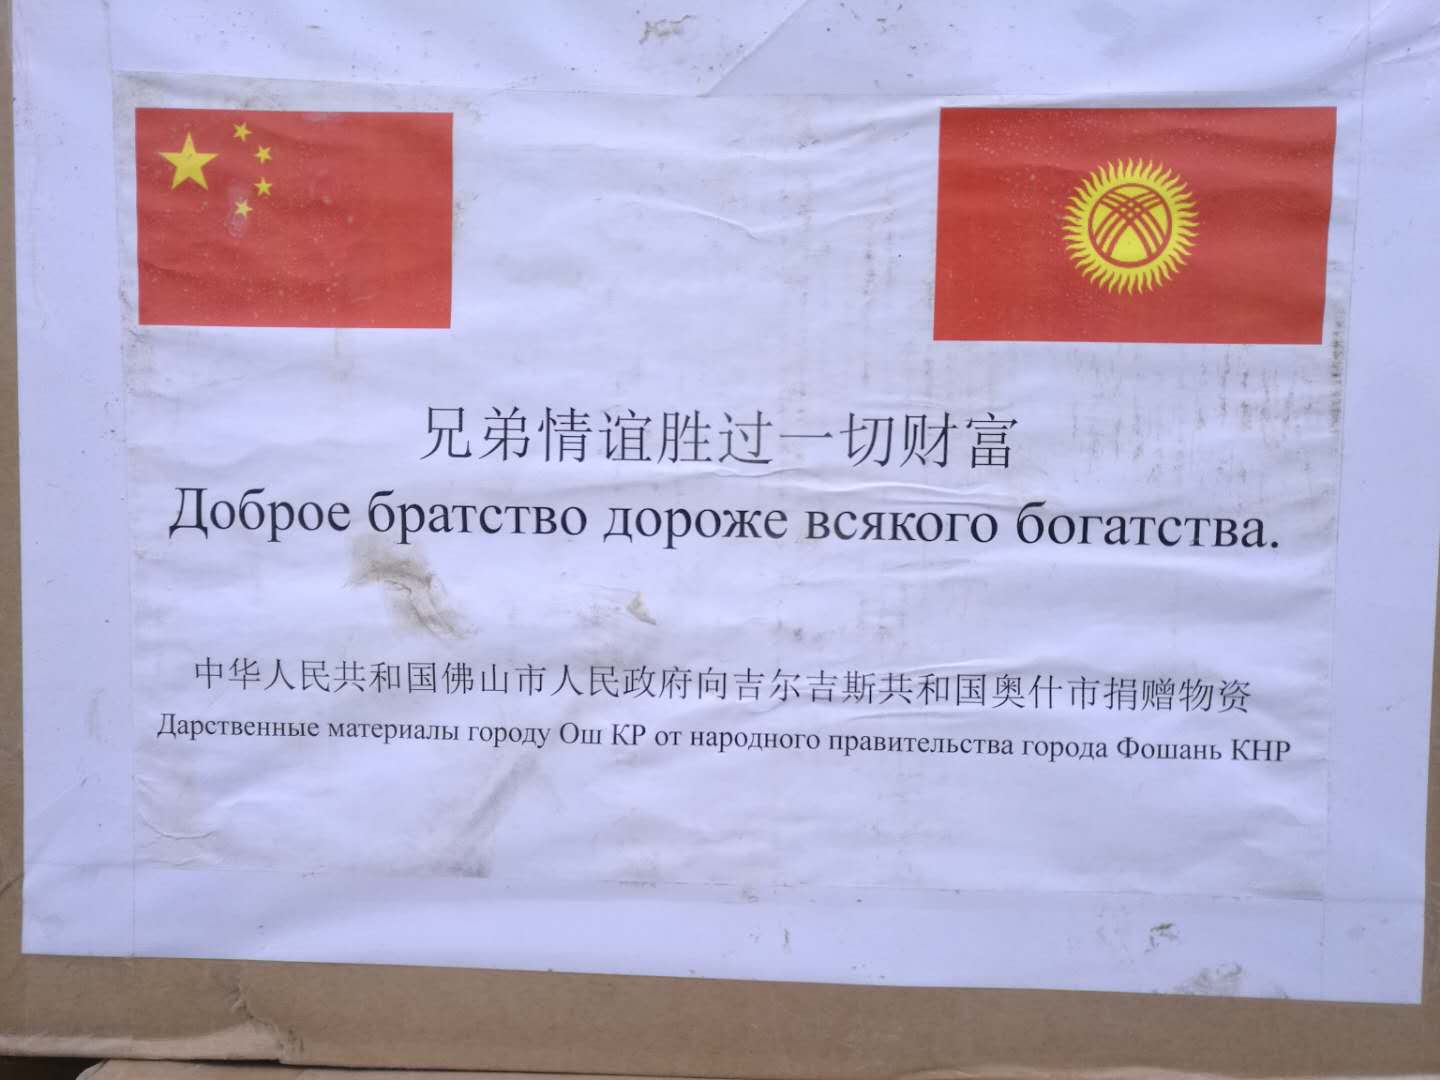 兄弟情谊胜过一切财富
Доброе братство дороже всякого богатства.
中华人民共和国佛山市人民政府向吉尔吉斯共和国奥什市捐赠物资
Дарственные материалы городу Ош КР от народного правительства города Фошань КНР